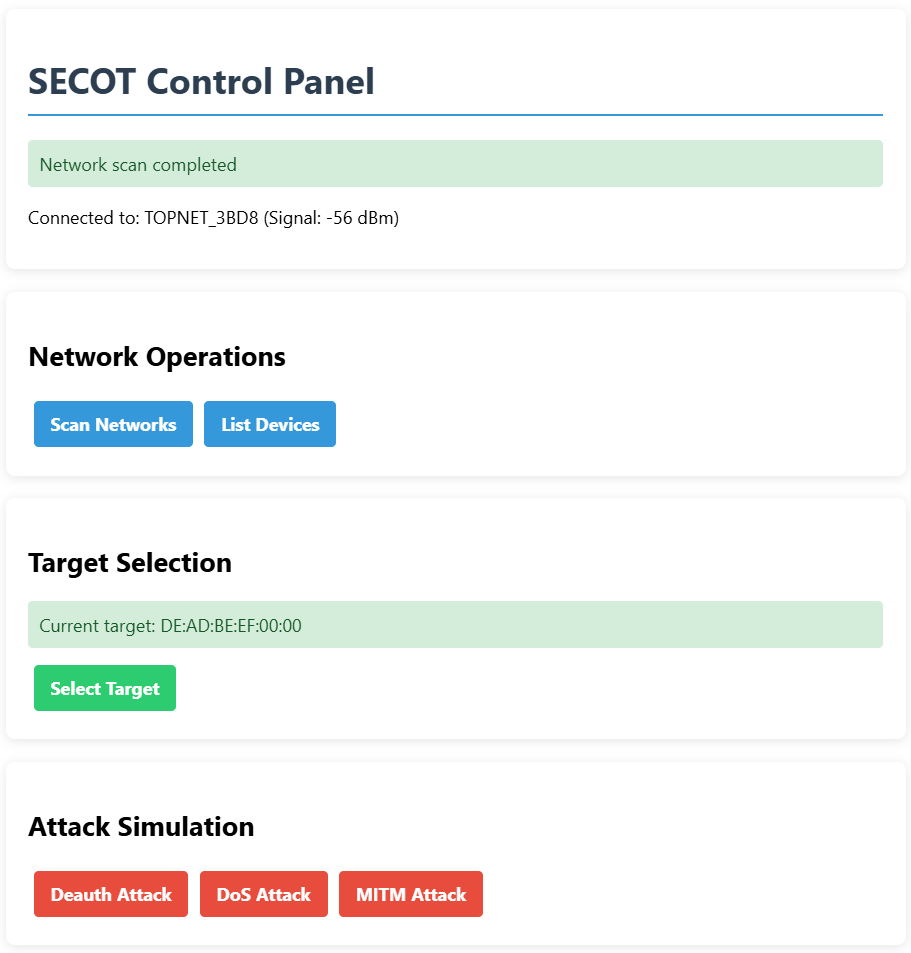 SECOT Control Panel
Network scan completed
Connected to: TOPNET_3BD8 (Signal: -56 dBm)
Network Operations
Scan Networks List Devices
Target Selection
Current target: DE:AD:BE:EF:00:00
Select Target
Attack Simulation
Deauth Attack DoS Attack MITM Attack